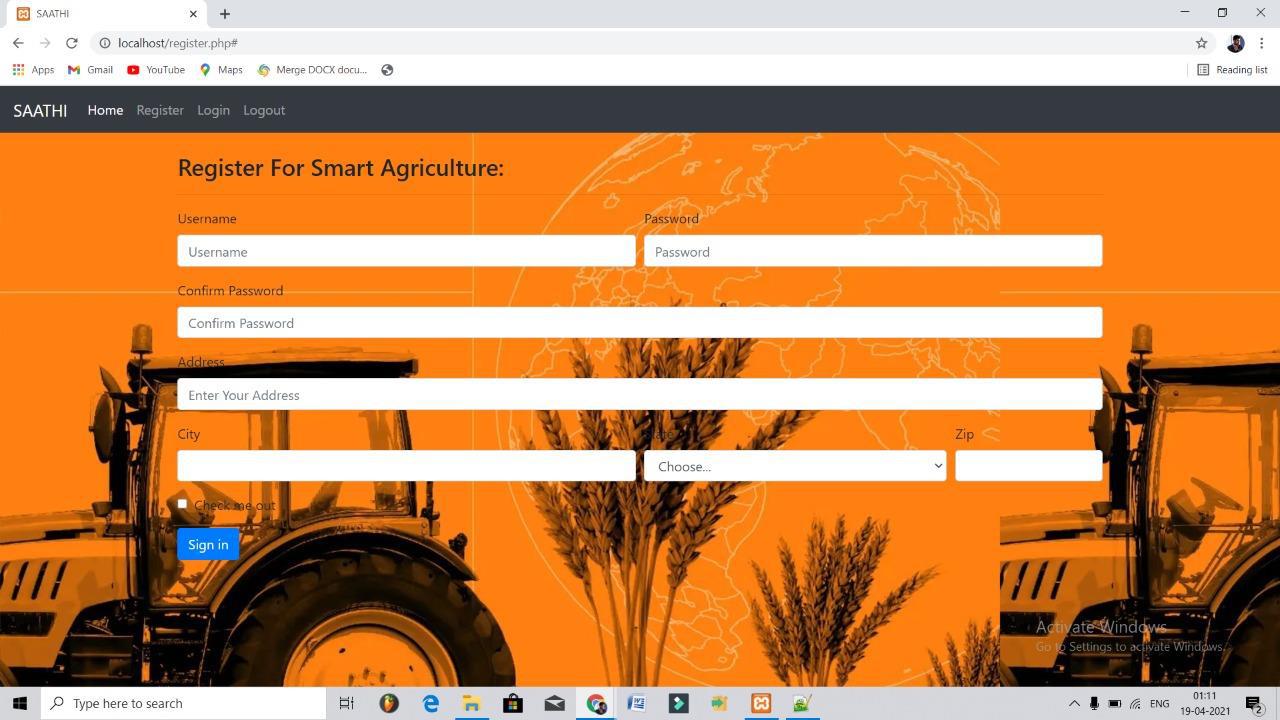 SAATHI
localhost/register.php#
Apps Gmail YouTube Maps Merge DOCX docu... Reading list
SAATHI Home Register Login Logout
Register For Smart Agriculture:
Username Password
Username Password
Confirm Password
Confirm Password
Address
Enter Your Address
City State Zip
Choose...
Check me out
Sign in
Activate Windows
Go to Settings to activate Windows.
Type here to search
ENG
01:11
19-04-2021
2